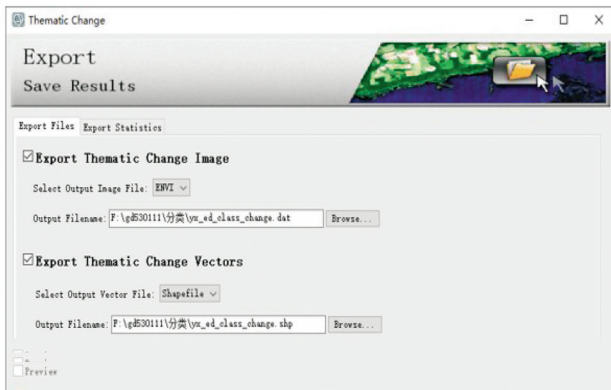 Thematic Change
Export
Save Results
Export Files Export Statistics
Export Thematic Change Image
Select Output Image File: ENVI
Output Filename: F:\gd530111\分类\yx_ed_class_change.dat Browse...
Export Thematic Change Vectors
Select Output Vector File: Shapefile
Output Filename: F:\gd530111\分类\yx_ed_class_change.shp Browse...
Preview